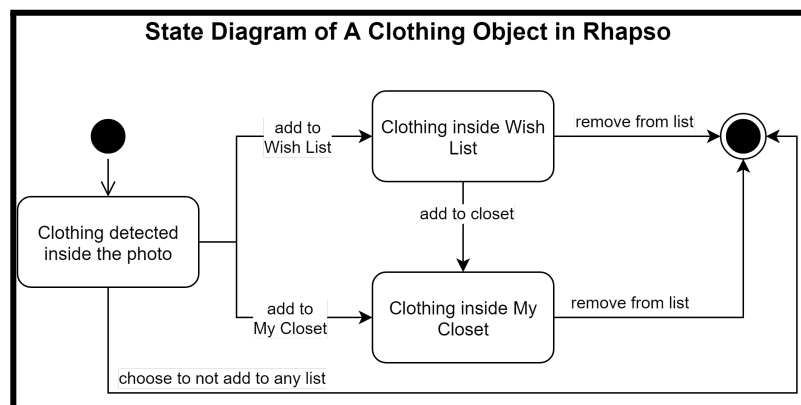 State Diagram of A Clothing Object in Rhapso
add to
Wish List
Clothing inside Wish
List
remove from list
Clothing detected
inside the photo
add to closet
add to
My Closet
Clothing inside My
Closet
remove from list
choose to not add to any list